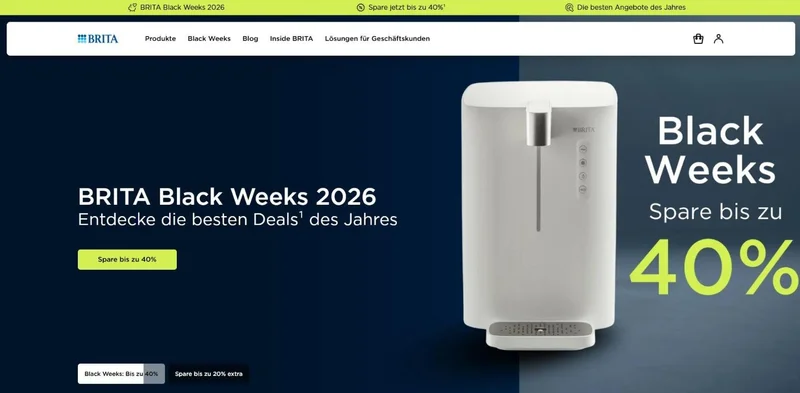 BRITA Black Weeks 2026
Spare jetzt bis zu 40%¹
Die besten Angebote des Jahres
BRITA
Produkte
Black Weeks
Blog
Inside BRITA
Lösungen für Geschäftskunden
BRITA
Black
Weeks
Spare bis zu
40%
BRITA Black Weeks 2026
Entdecke die besten Deals¹ des Jahres
Spare bis zu 40%
Black Weeks: Bis zu 40%
Spare bis zu 20% extra